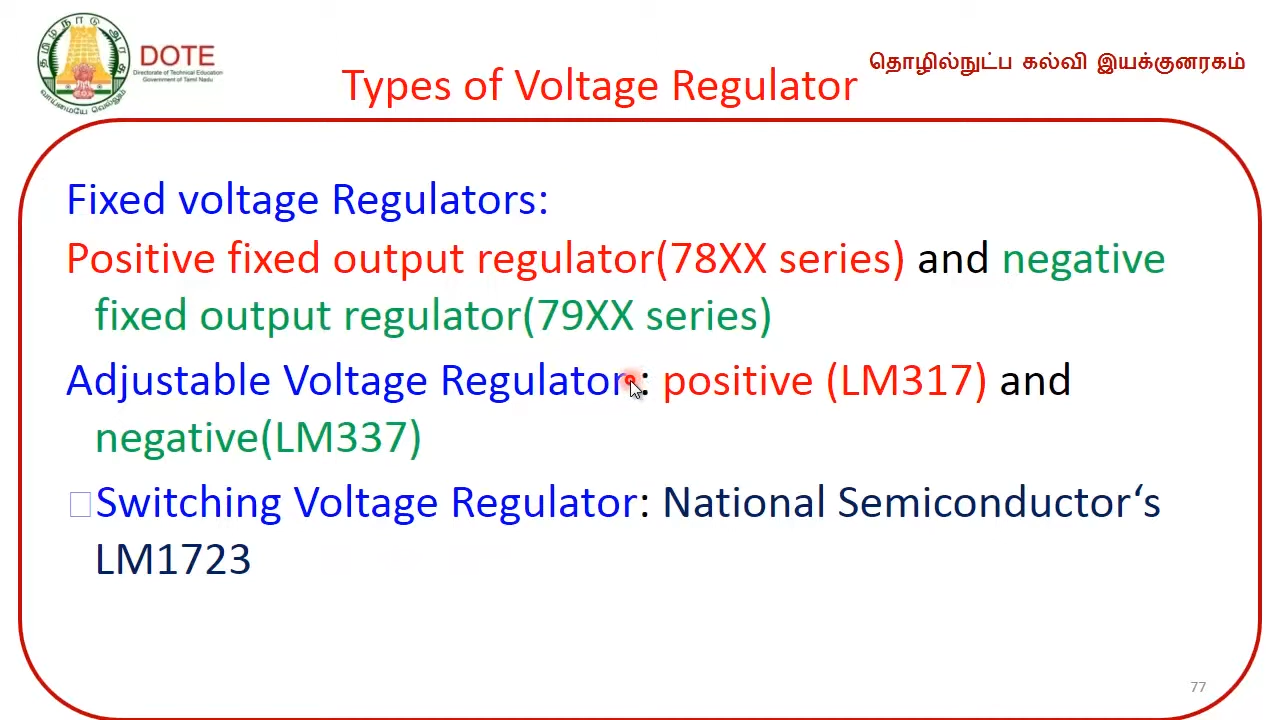 தமிழ் நாடு அரசு
வாய்மையே வெல்லும்
DOTE
Directorate of Technical Education
Government of Tamil Nadu
தொழில்நுட்ப கல்வி இயக்குனரகம்
Types of Voltage Regulator
Fixed voltage Regulators:
Positive fixed output regulator(78XX series) and negative
fixed output regulator(79XX series)
Adjustable Voltage Regulator : positive (LM317) and
negative(LM337)
Switching Voltage Regulator: National Semiconductor‘s
LM1723
77